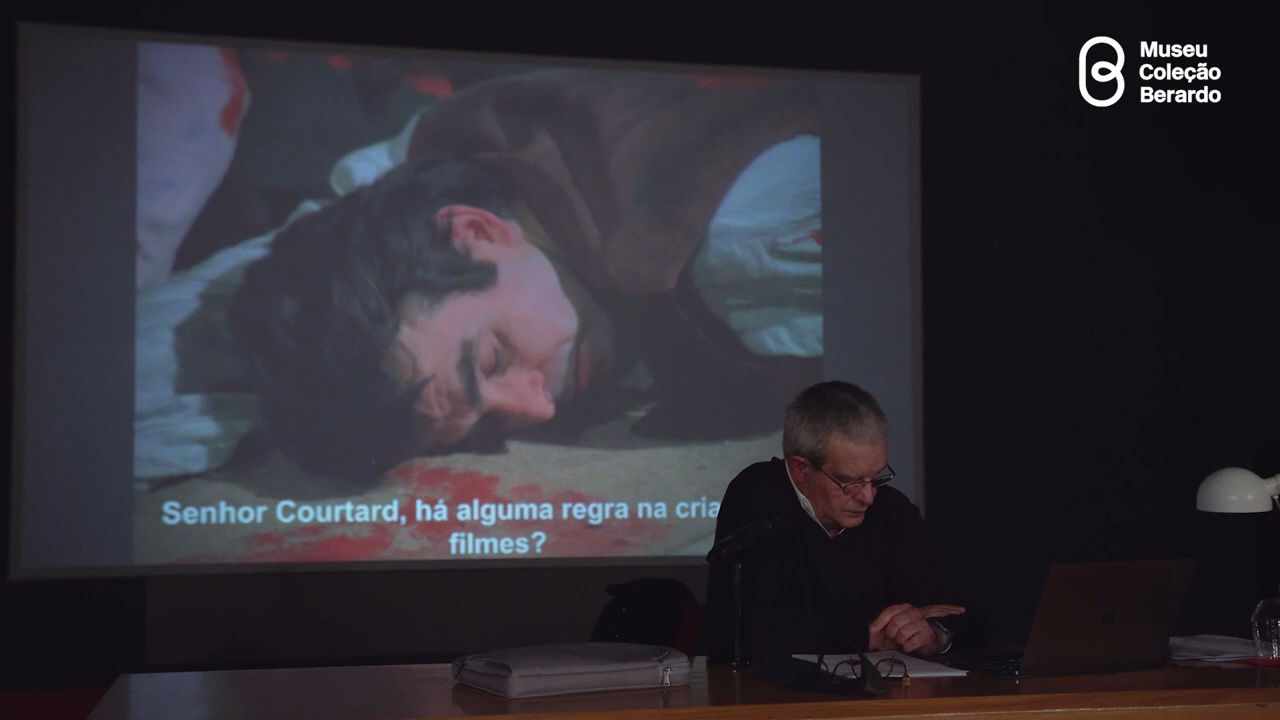 Museu
Coleção
Berardo
Senhor Courtard, há alguma regra na cria
filmes?